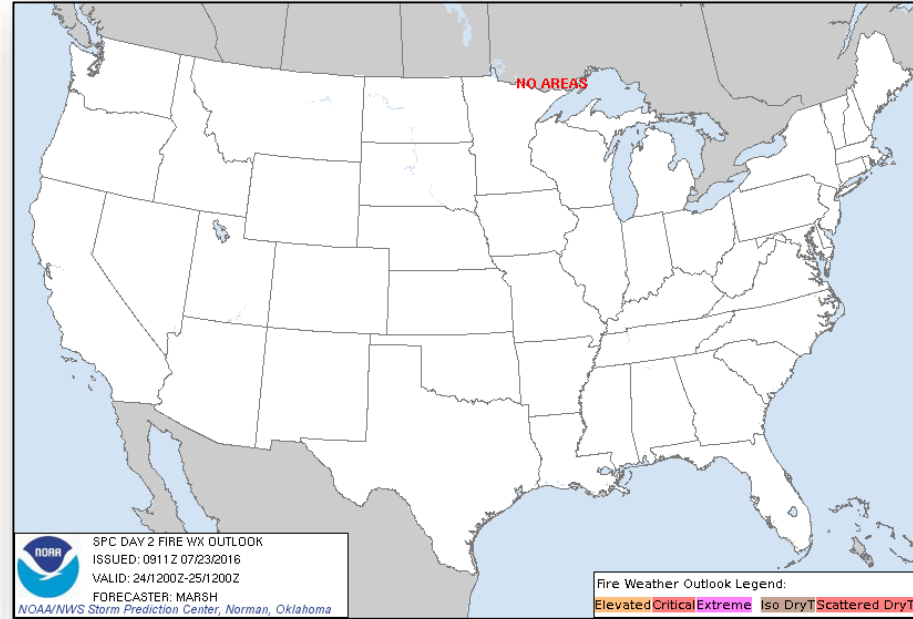 NO AREAS
NOAA
SPC DAY 2 FIRE WX OUTLOOK
ISSUED: 0911Z 07/23/2016
VALID: 24/1200Z-25/1200Z
FORECASTER: MARSH
NOAA/NWS Storm Prediction Center, Norman, Oklahoma
Fire Weather Outlook Legend:
Elevated Critical Extreme Iso DryT Scattered DryT